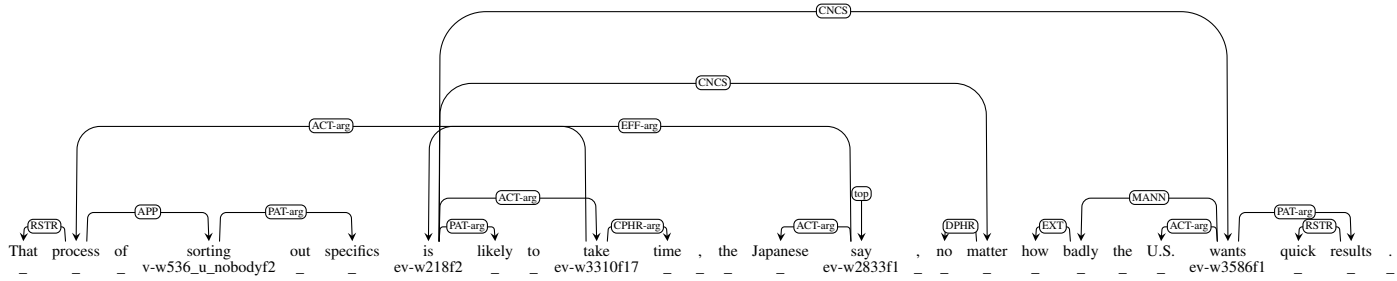 CNCS
CNCS
ACT-arg EFF-arg
top
ACT-arg MANN
RSTR APP PAT-arg PAT-arg CPHR-arg ACT-arg DPHR EXT ACT-arg PAT-arg RSTR
That process of sorting out specifics is likely to take time , the Japanese say , no matter how badly the U.S. wants quick results .
_ _ _ v-w536_u_nobodyf2 _ _ ev-w218f2 _ _ ev-w3310f17 _ _ _ _ ev-w2833f1 _ _ _ _ _ _ _ ev-w3586f1 _ _ _